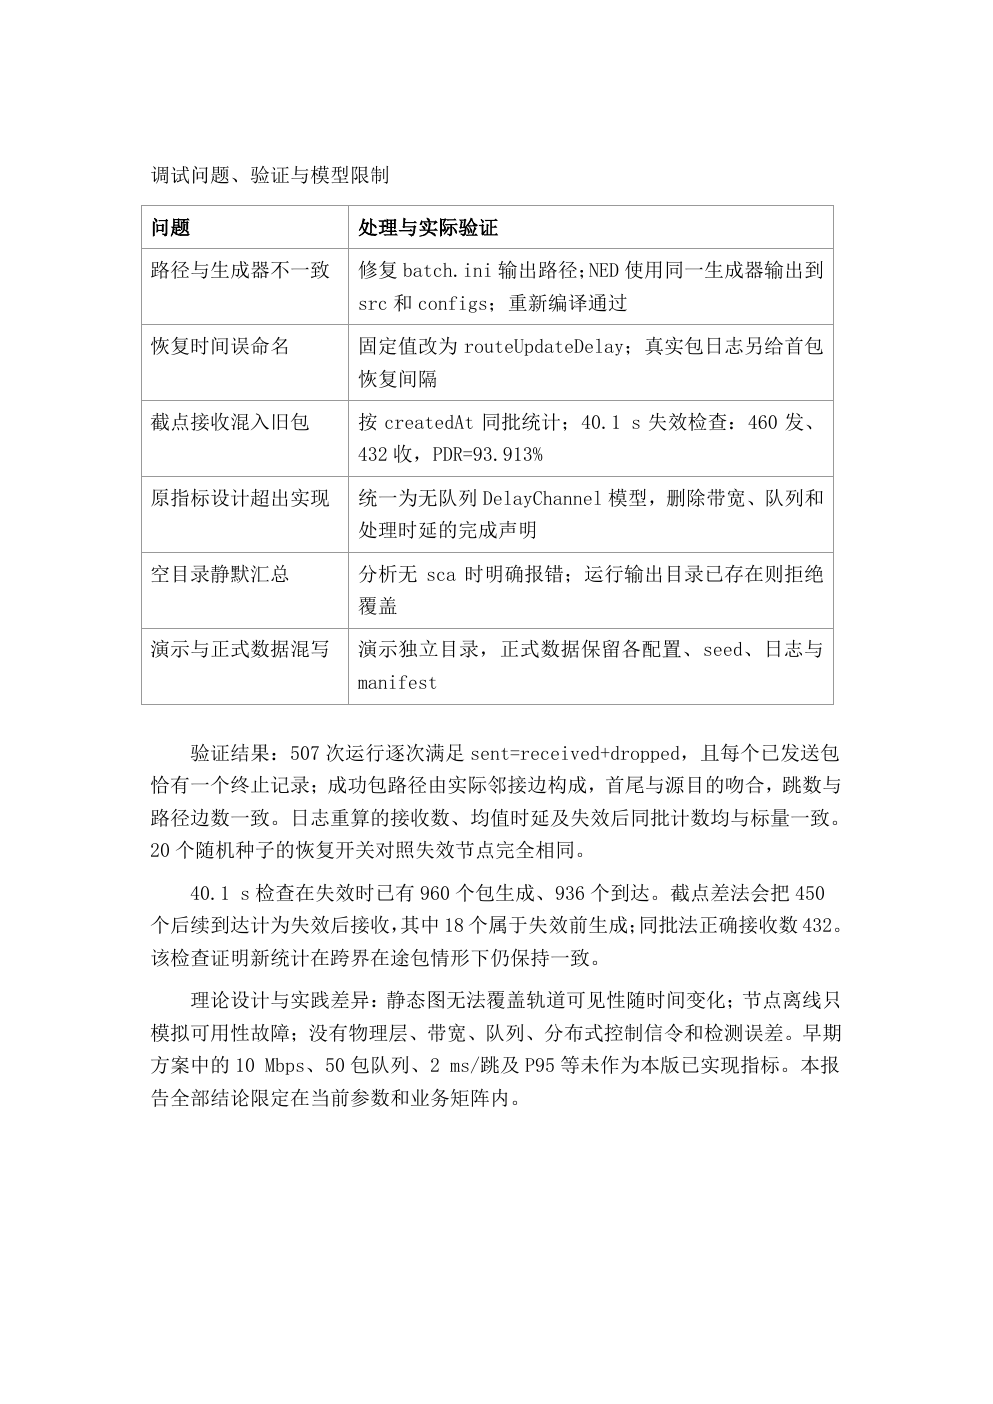 调试问题、验证与模型限制
问题
处理与实际验证
路径与生成器不一致
修复 batch.ini 输出路径;NED 使用同一生成器输出到
src 和 configs；重新编译通过
恢复时间误命名
固定值改为 routeUpdateDelay；真实包日志另给首包
恢复间隔
截点接收混入旧包
按 createdAt 同批统计；40.1 s 失效检查：460 发、
432 收，PDR=93.913%
原指标设计超出实现
统一为无队列 DelayChannel 模型，删除带宽、队列和
处理时延的完成声明
空目录静默汇总
分析无 sca 时明确报错；运行输出目录已存在则拒绝
覆盖
演示与正式数据混写
演示独立目录，正式数据保留各配置、seed、日志与
manifest
验证结果：507 次运行逐次满足 sent=received+dropped，且每个已发送包
恰有一个终止记录；成功包路径由实际邻接边构成，首尾与源目的吻合，跳数与
路径边数一致。日志重算的接收数、均值时延及失效后同批计数均与标量一致。
20 个随机种子的恢复开关对照失效节点完全相同。
40.1 s 检查在失效时已有 960 个包生成、936 个到达。截点差法会把 450
个后续到达计为失效后接收，其中 18 个属于失效前生成；同批法正确接收数 432。
该检查证明新统计在跨界在途包情形下仍保持一致。
理论设计与实践差异：静态图无法覆盖轨道可见性随时间变化；节点离线只
模拟可用性故障；没有物理层、带宽、队列、分布式控制信令和检测误差。早期
方案中的 10 Mbps、50 包队列、2 ms/跳及 P95 等未作为本版已实现指标。本报
告全部结论限定在当前参数和业务矩阵内。